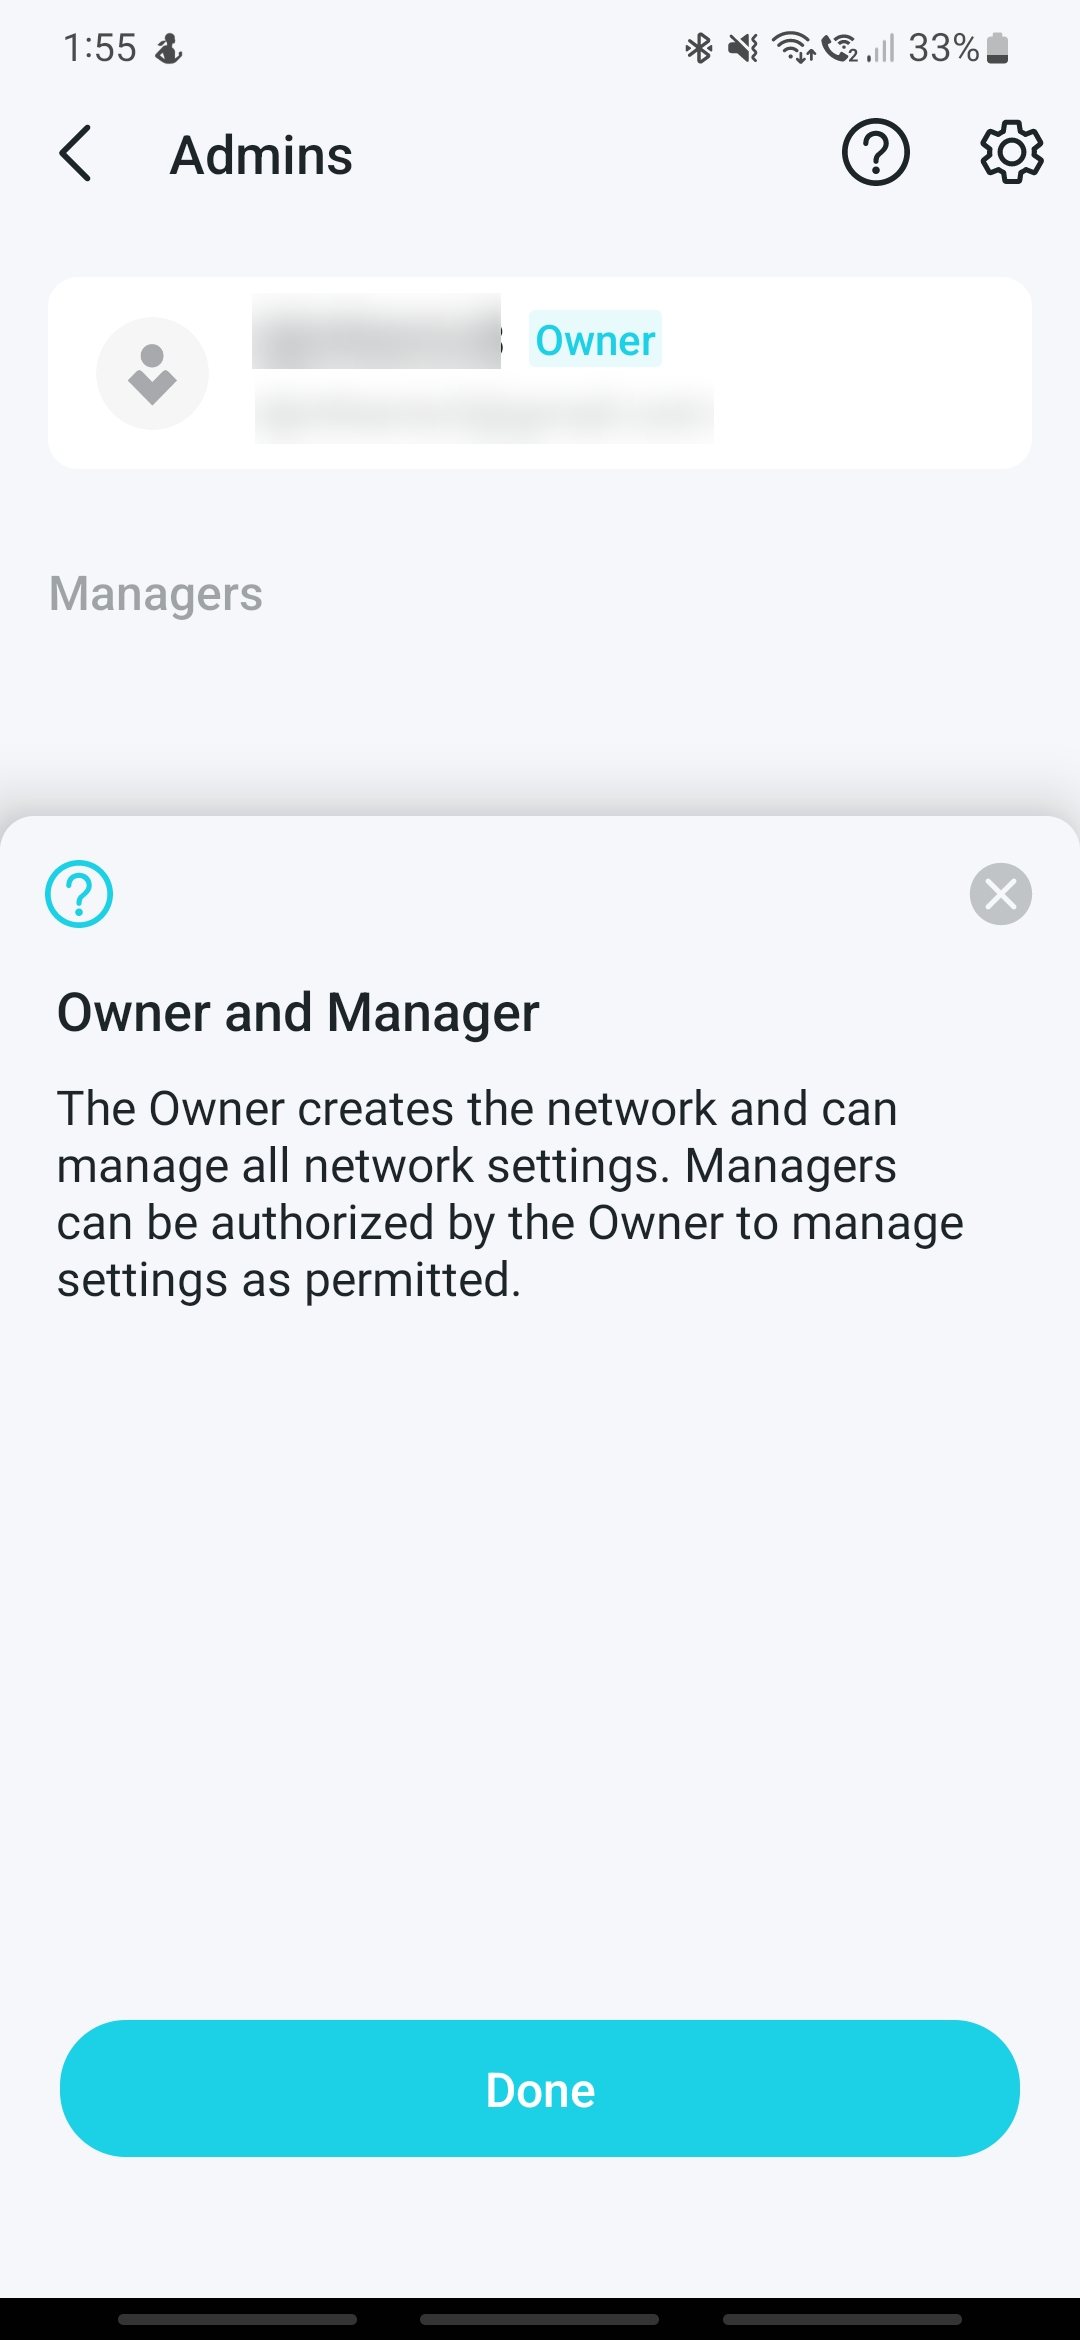 1:55
33%
Admins
Owner
Managers
Owner and Manager
The Owner creates the network and can
manage all network settings. Managers
can be authorized by the Owner to manage
settings as permitted.
Done